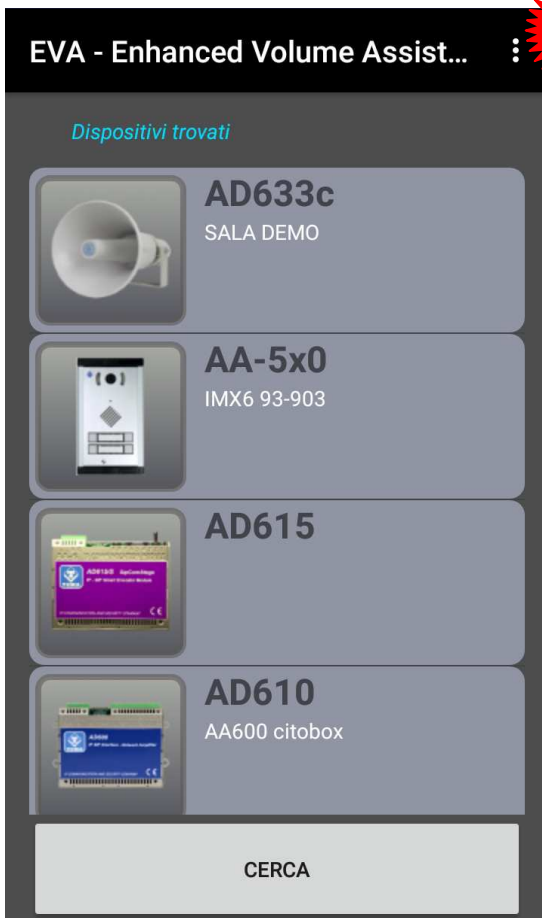 EVA - Enhanced Volume Assist...
Dispositivi trovati
AD633c
SALA DEMO
AA-5x0
IMX6 93-903
AD615
AD615/S
AD610
AA600 citobox
CERCA